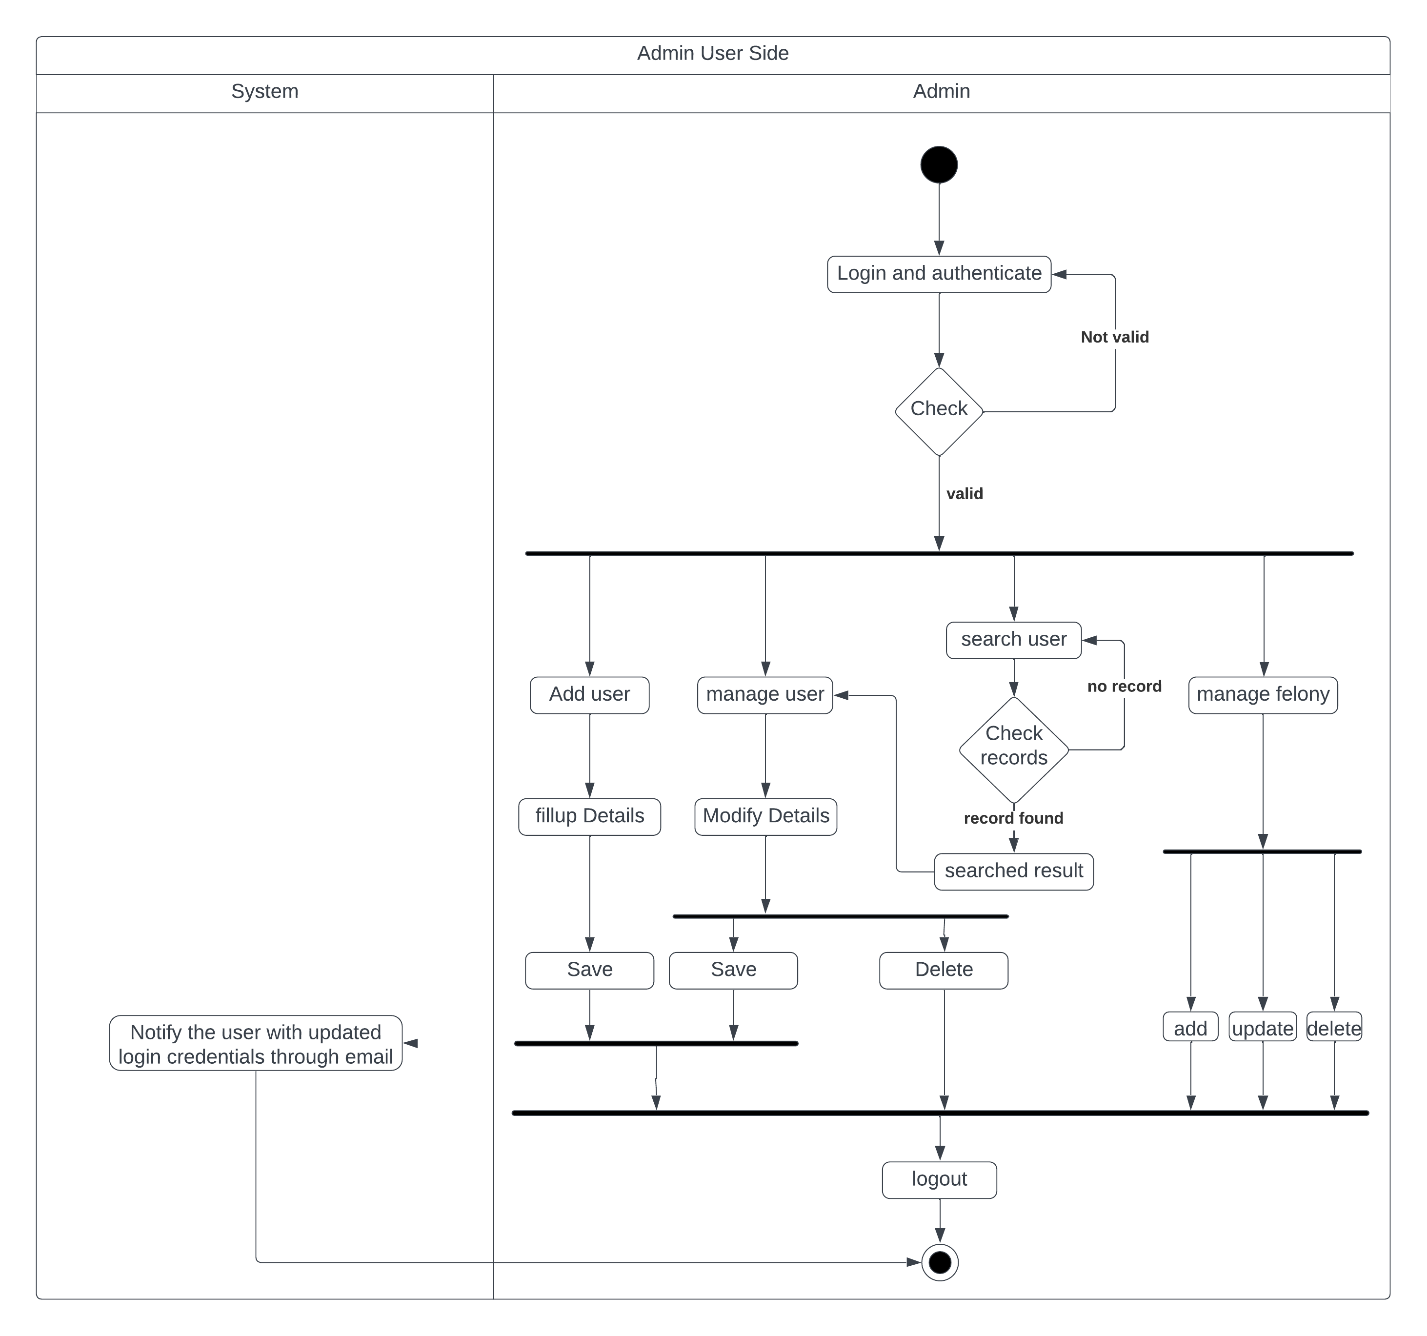 Admin User Side
System
Admin
Login and authenticate
Not valid
Check
valid
search user
Add user
manage user
no record
manage felony
Check
records
fillup Details
Modify Details
record found
searched result
Save
Save
Delete
Notify the user with updated
login credentials through email
add
update
delete
logout